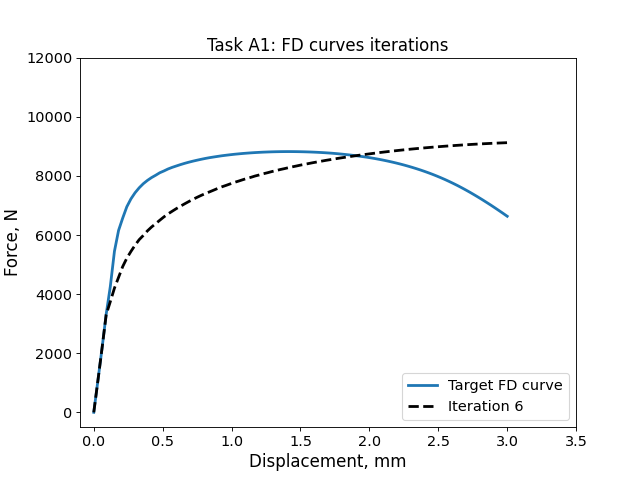 Task A1: FD curves iterations
12000
10000
8000
6000
4000
2000
0
Force, N
Target FD curve
Iteration 6
0.0 0.5 1.0 1.5 2.0 2.5 3.0 3.5
Displacement, mm